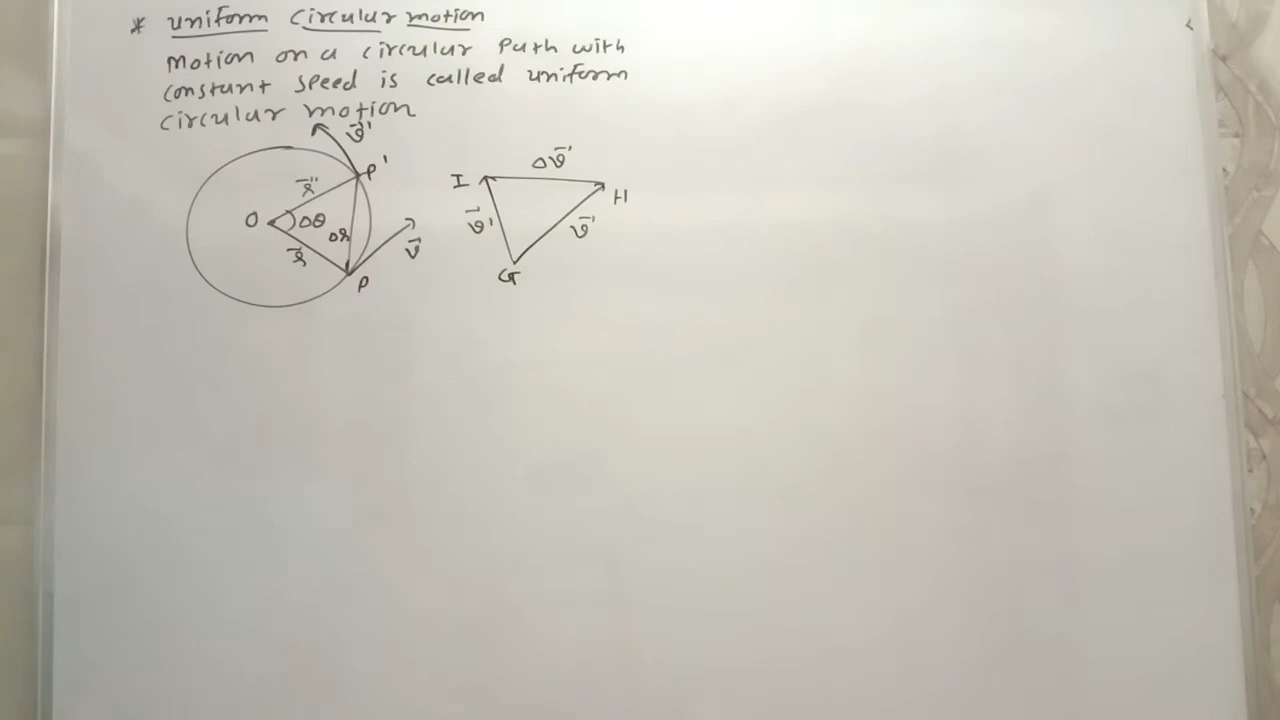 * uniform circular motion
motion on a circular path with
constant speed is called uniform
circular motion
v⃗'
P'
r⃗'
O
Δθ
Δr
r⃗
v⃗
P
Δv⃗'
I
H
v⃗'
v⃗'
G